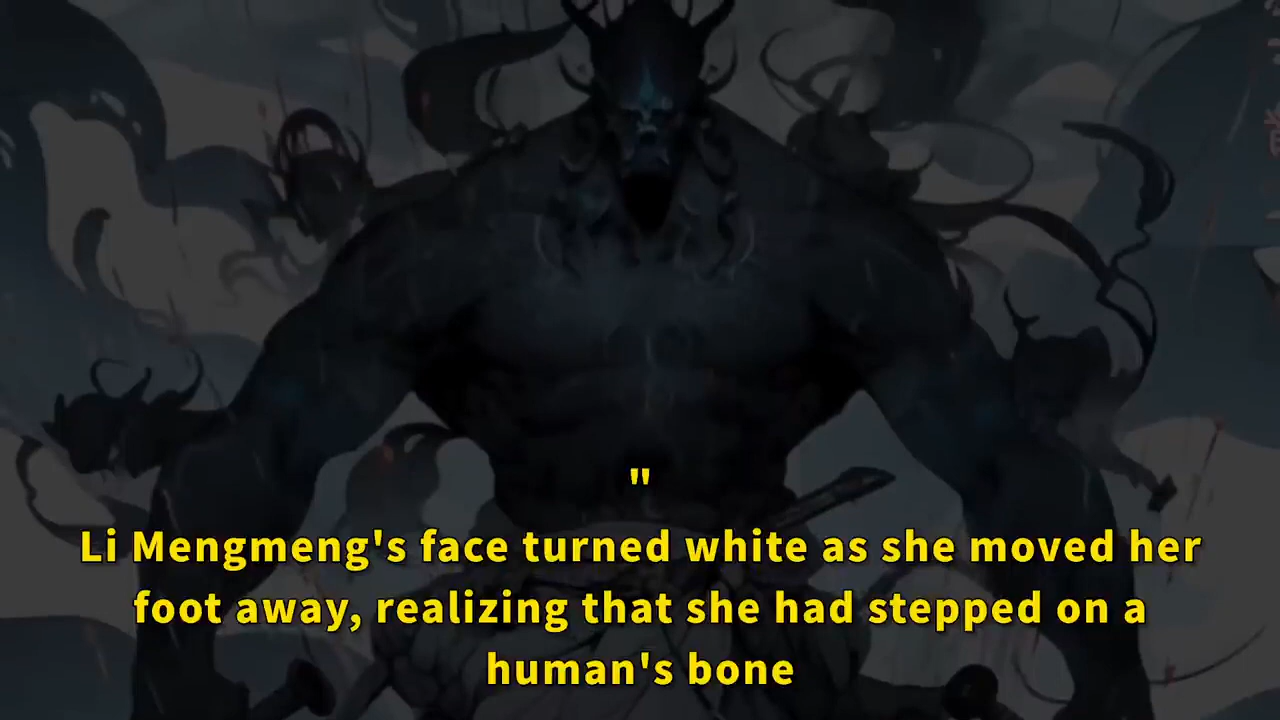 "
Li Mengmeng's face turned white as she moved her
foot away, realizing that she had stepped on a
human's bone